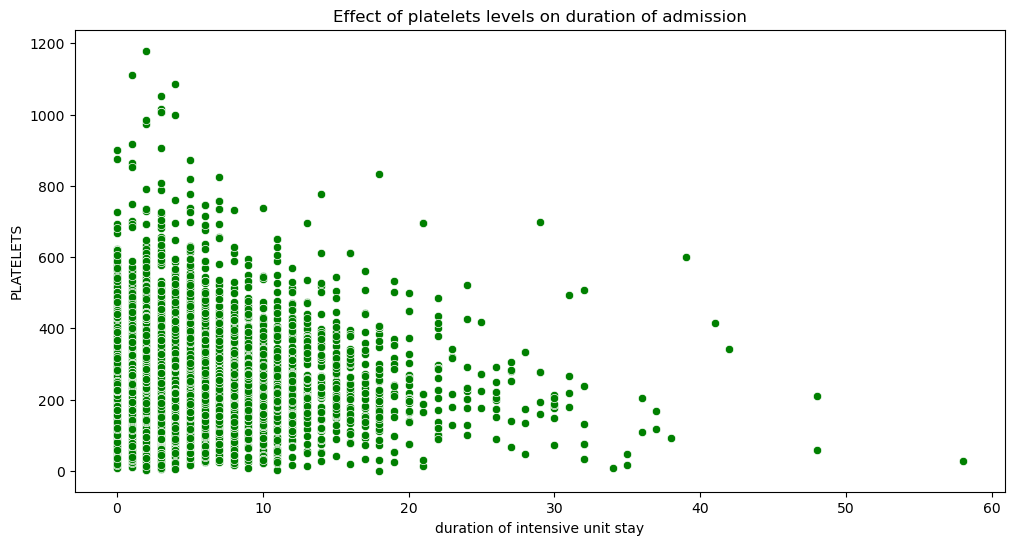 Effect of platelets levels on duration of admission
1200
1000
800
600
400
200
0
PLATELETS
0 10 20 30 40 50 60
duration of intensive unit stay